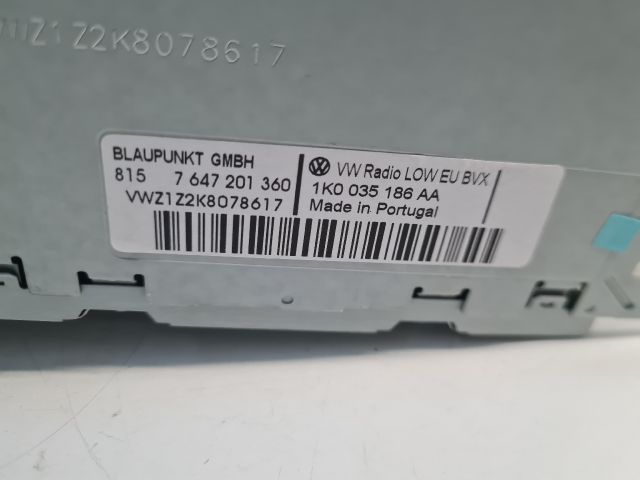 VWZ1Z2K8078617
BLAUPUNKT GMBH
815 7 647 201 360
VWZ1Z2K8078617
VW Radio LOW EU BVX
1K0 035 186 AA
Made in Portugal